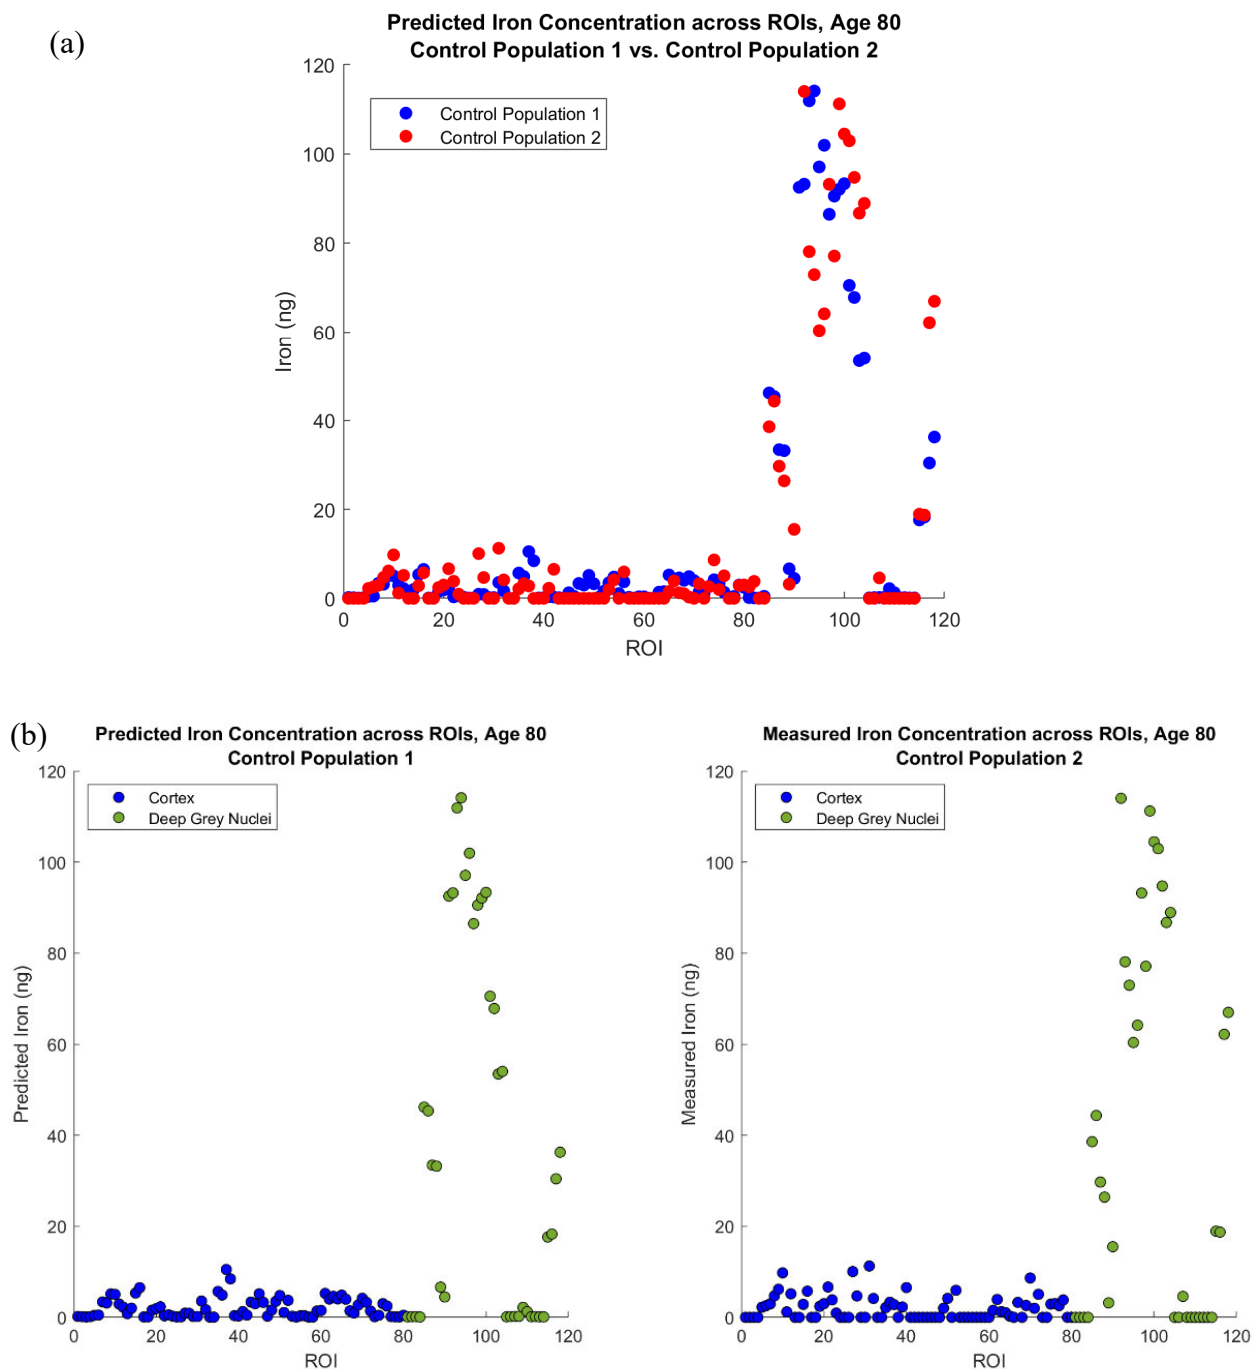 (a)
Predicted Iron Concentration across ROIs, Age 80
Control Population 1 vs. Control Population 2
120
100
80
60
40
20
0
Iron (ng)
Control Population 1
Control Population 2
0 20 40 60 80 100 120
ROI
(b)
Predicted Iron Concentration across ROIs, Age 80
Control Population 1
120
100
80
60
40
20
0
Predicted Iron (ng)
Cortex
Deep Grey Nuclei
0 20 40 60 80 100 120
ROI
Measured Iron Concentration across ROIs, Age 80
Control Population 2
120
100
80
60
40
20
0
Measured Iron (ng)
Cortex
Deep Grey Nuclei
0 20 40 60 80 100 120
ROI